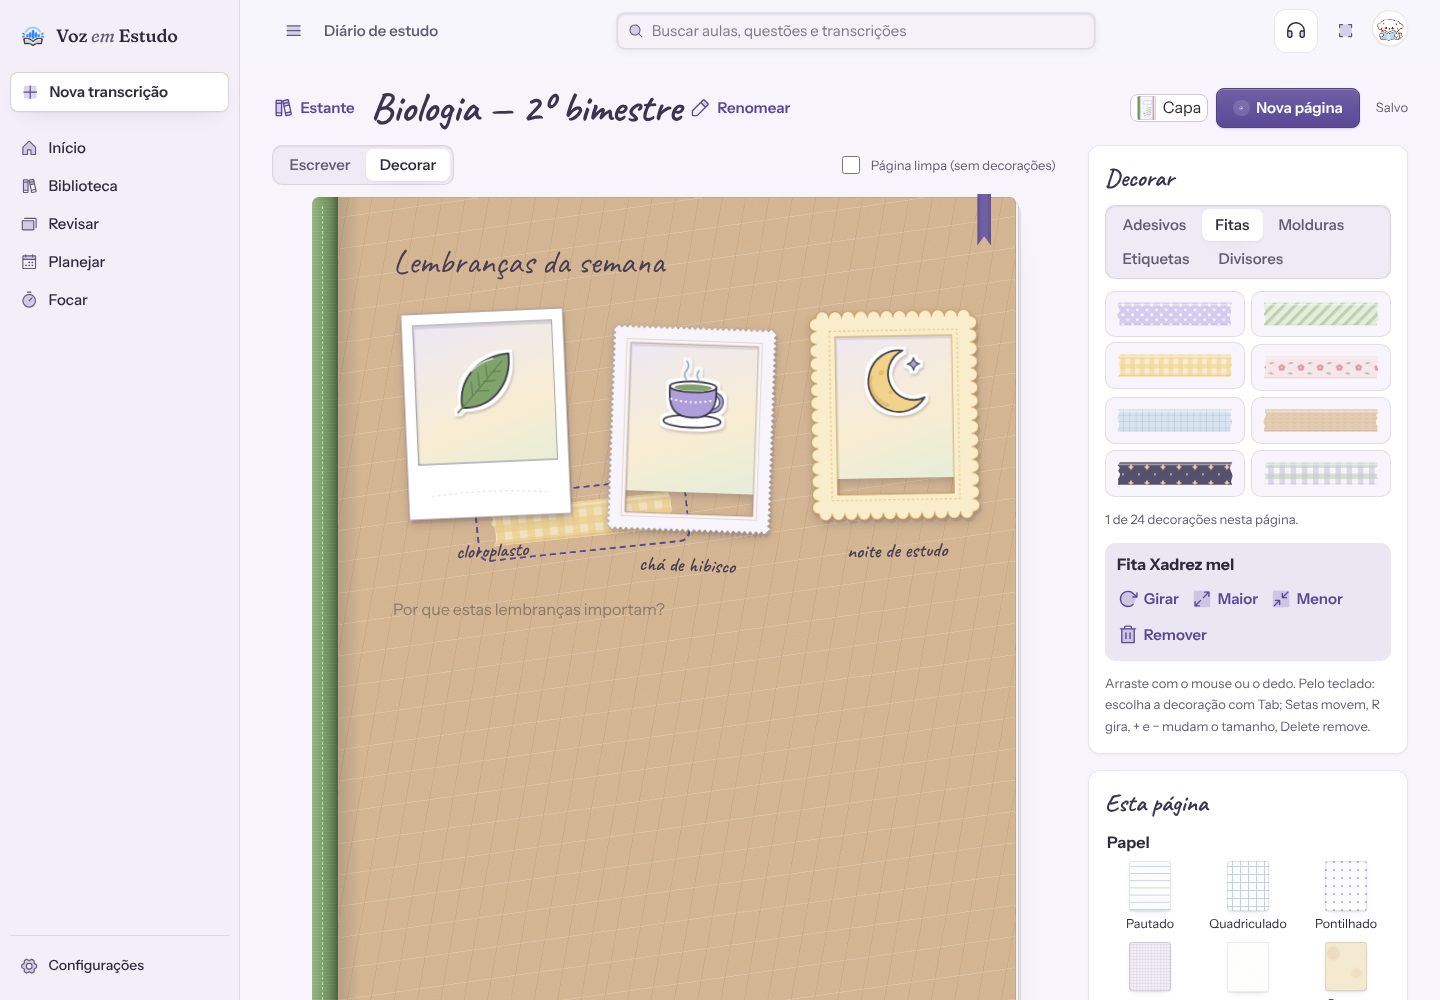 Voz em Estudo
Diário de estudo
Buscar aulas, questões e transcrições
Nova transcrição
Início
Biblioteca
Revisar
Planejar
Focar
Configurações
Estante
Biologia — 2º bimestre
Renomear
Capa
Nova página
Salvo
Escrever
Decorar
Página limpa (sem decorações)
Lembranças da semana
cloroplasto
chá de hibisco
noite de estudo
Por que estas lembranças importam?
Decorar
Adesivos
Fitas
Molduras
Etiquetas
Divisores
1 de 24 decorações nesta página.
Fita Xadrez mel
Girar
Maior
Menor
Remover
Arraste com o mouse ou o dedo. Pelo teclado:
escolha a decoração com Tab; Setas movem, R
gira, + e − mudam o tamanho, Delete remove.
Esta página
Papel
Pautado
Quadriculado
Pontilhado